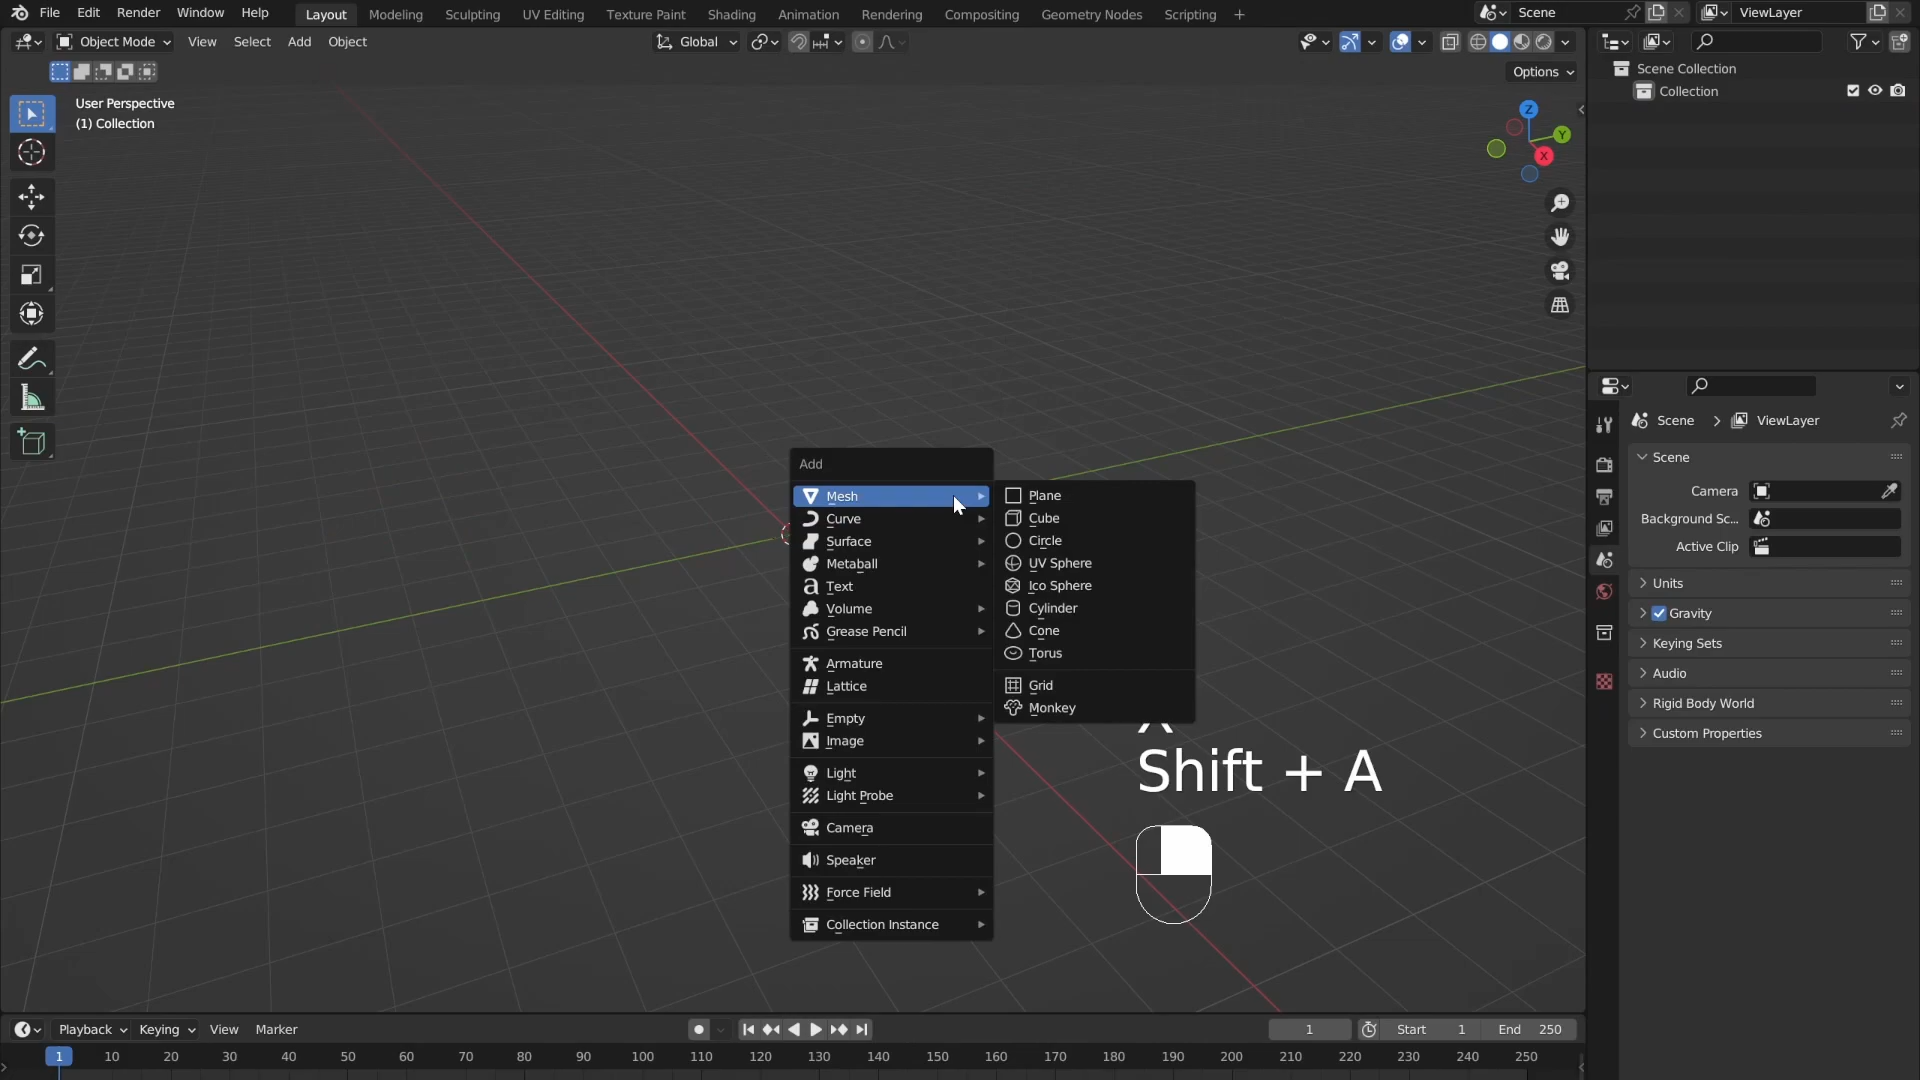 File Edit Render Window Help Layout Modeling Sculpting UV Editing Texture Paint Shading Animation Rendering Compositing Geometry Nodes Scripting + Scene ViewLayer
Object Mode View Select Add Object Global
Options
User Perspective
(1) Collection
Z
Y
X
Scene Collection
Collection
Scene > ViewLayer
Scene
Camera
Background Sc...
Active Clip
Units
Gravity
Keying Sets
Audio
Rigid Body World
Custom Properties
Add
Mesh
Curve
Surface
Metaball
Text
Volume
Grease Pencil
Armature
Lattice
Empty
Image
Light
Light Probe
Camera
Speaker
Force Field
Collection Instance
Plane
Cube
Circle
UV Sphere
Ico Sphere
Cylinder
Cone
Torus
Grid
Monkey
Shift + A
Playback Keying View Marker 1 Start 1 End 250
1 10 20 30 40 50 60 70 80 90 100 110 120 130 140 150 160 170 180 190 200 210 220 230 240 250